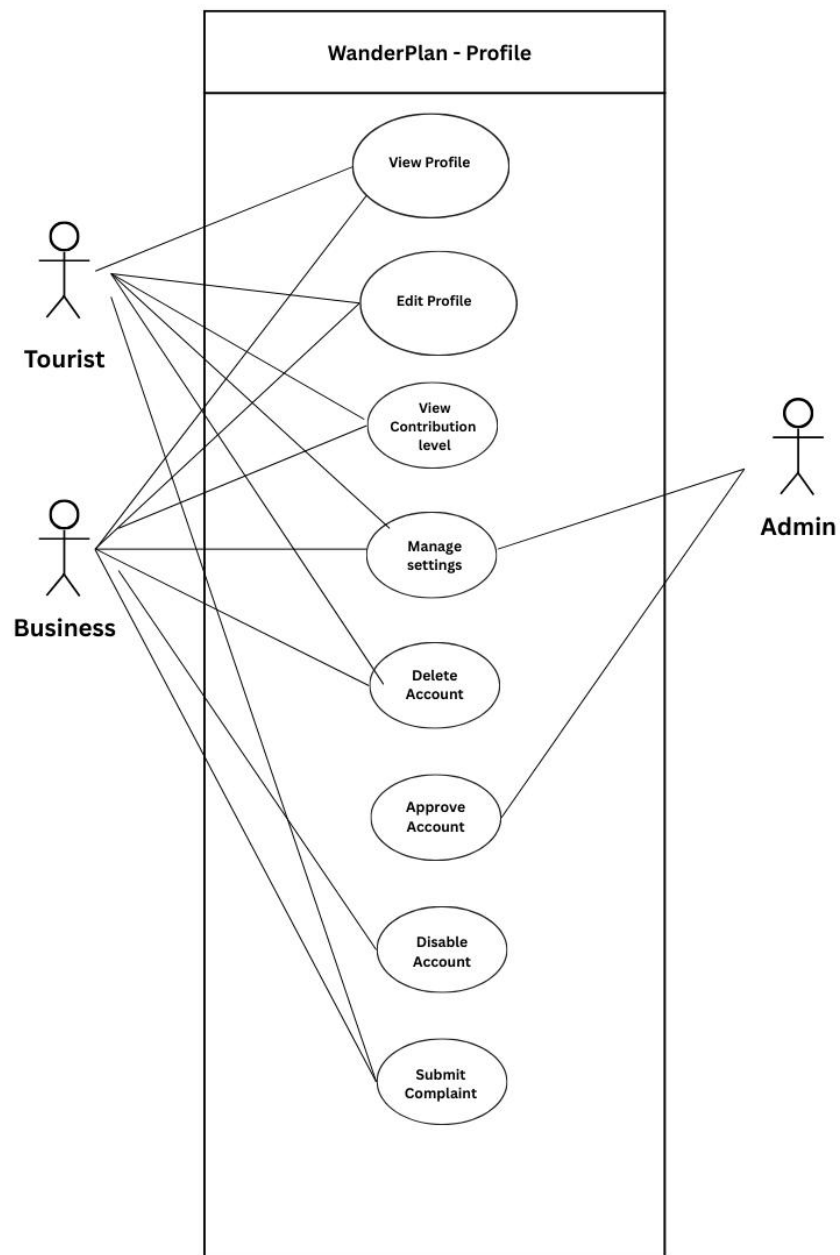 WanderPlan - Profile
View Profile
Edit Profile
Tourist
View
Contribution
level
Admin
Manage
settings
Business
Delete
Account
Approve
Account
Disable
Account
Submit
Complaint